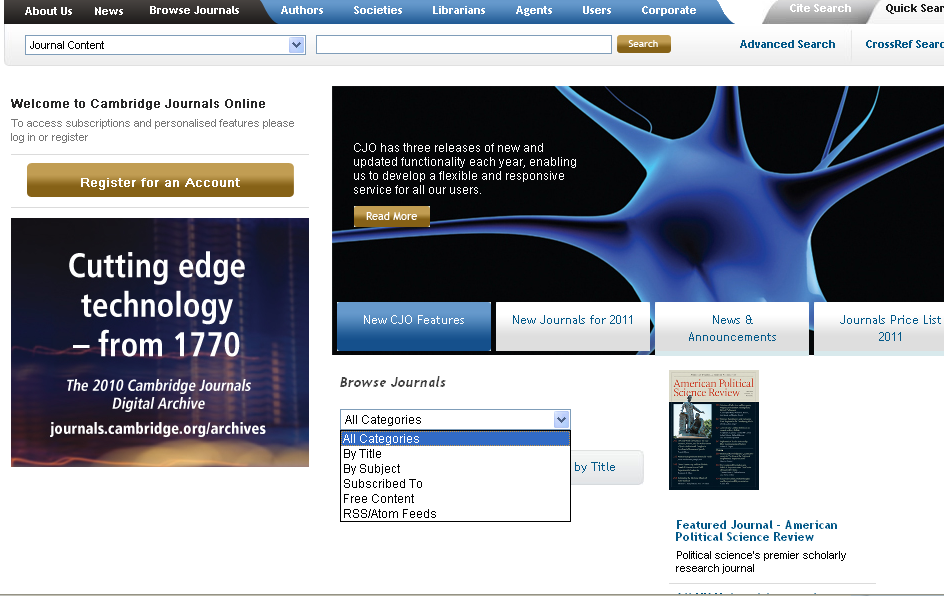 About Us News Browse Journals Authors Societies Librarians Agents Users Corporate Cite Search Quick Sear
Journal Content Search Advanced Search CrossRef Searc
Welcome to Cambridge Journals Online
To access subscriptions and personalised features please
log in or register
Register for an Account
Cutting edge
technology
– from 1770
The 2010 Cambridge Journals
Digital Archive
journals.cambridge.org/archives
CJO has three releases of new and
updated functionality each year, enabling
us to develop a flexible and responsive
service for all our users.
Read More
New CJO Features
New Journals for 2011
News &
Announcements
Journals Price List
2011
Browse Journals
All Categories
All Categories
By Title
By Subject
Subscribed To
Free Content
RSS/Atom Feeds
by Title
American Political
Science Review
Featured Journal - American
Political Science Review
Political science's premier scholarly
research journal